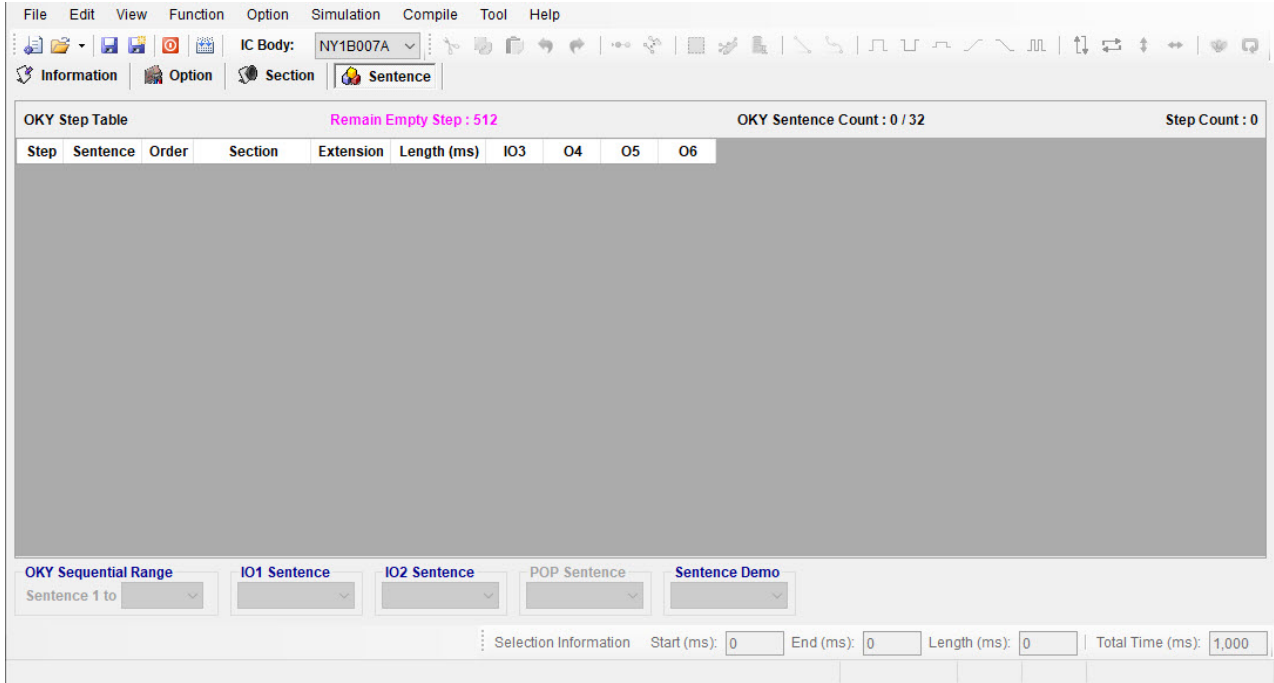 File Edit View Function Option Simulation Compile Tool Help
IC Body: NY1B007A
Information Option Section Sentence
OKY Step Table Remain Empty Step : 512 OKY Sentence Count : 0 / 32 Step Count : 0
Step Sentence Order Section Extension Length (ms) IO3 O4 O5 O6
OKY Sequential Range IO1 Sentence IO2 Sentence POP Sentence Sentence Demo
Sentence 1 to
Selection Information Start (ms): 0 End (ms): 0 Length (ms): 0 Total Time (ms): 1,000